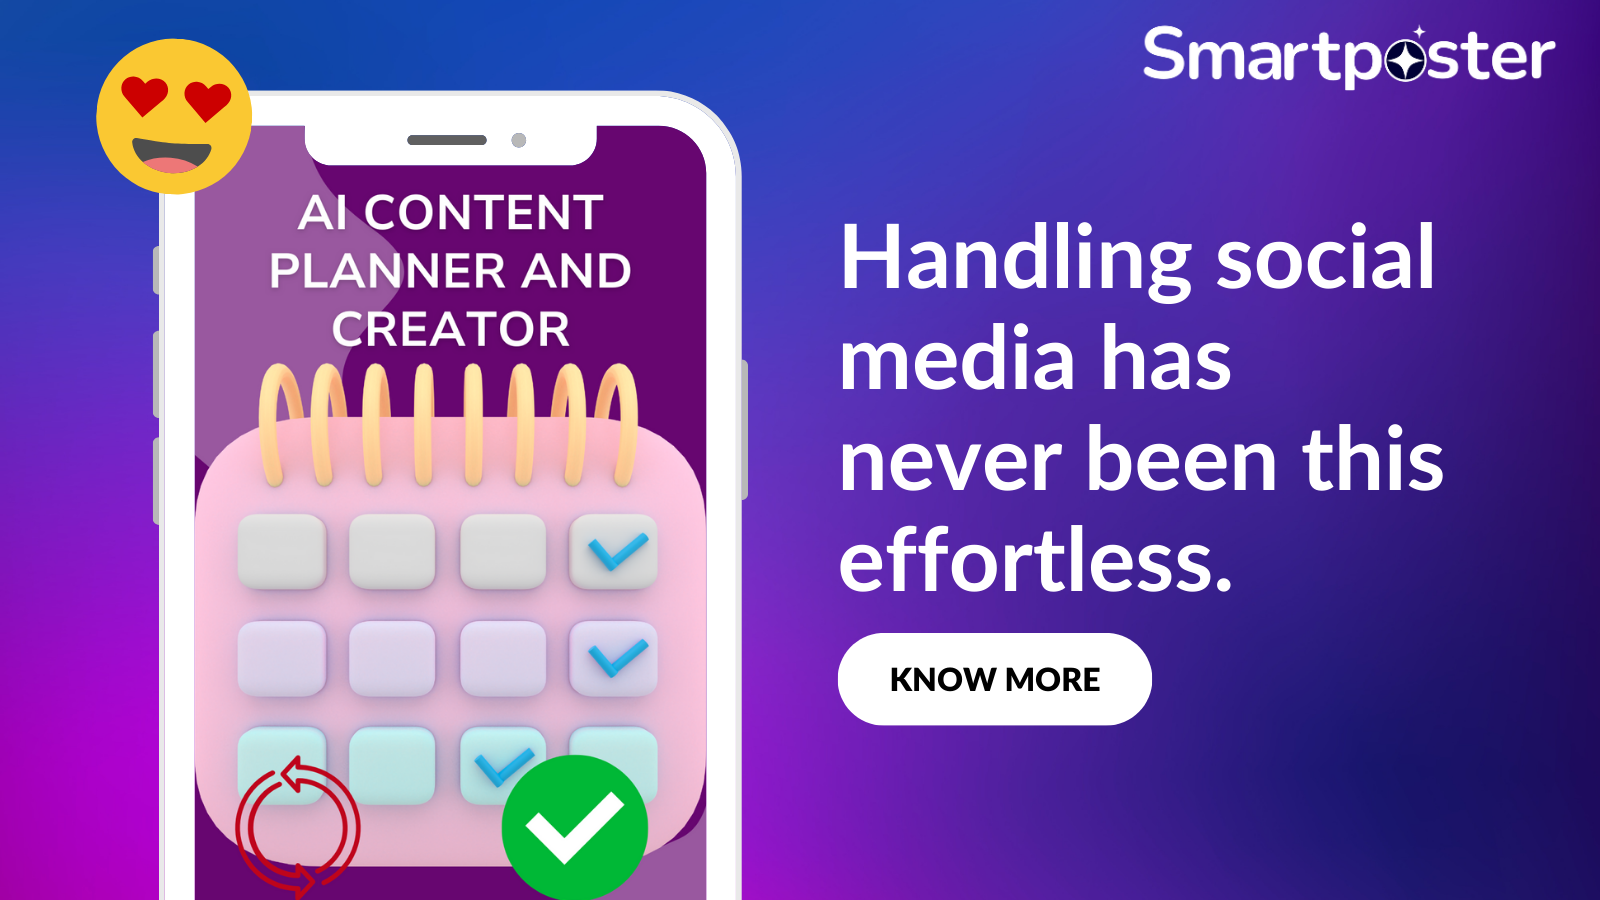 Smartposter
AI CONTENT
PLANNER AND
CREATOR
Handling social
media has
never been this
effortless.
KNOW MORE